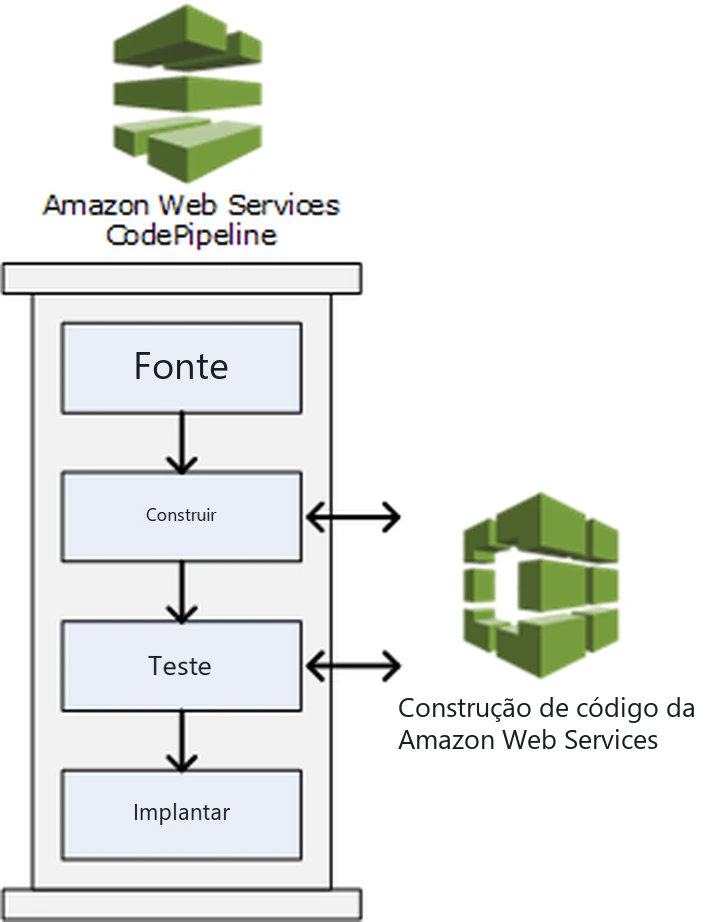 Amazon Web Services
CodePipeline
Fonte
Construir
Teste
Construção de código da
Amazon Web Services
Implantar